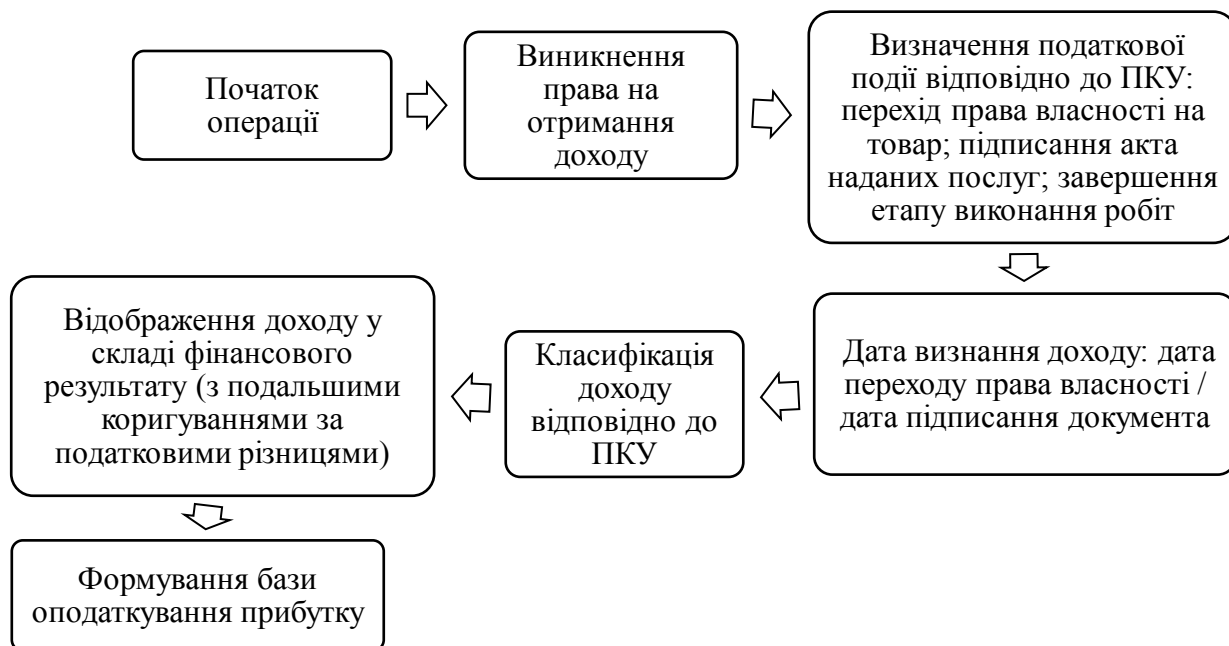 Початок
операції
Виникнення
права на
отримання
доходу
Визначення податкової
події відповідно до ПКУ:
перехід права власності на
товар; підписання акта
наданих послуг; завершення
етапу виконання робіт
Дата визнання доходу: дата
переходу права власності /
дата підписання документа
Класифікація
доходу
відповідно до
ПКУ
Відображення доходу у
складі фінансового
результату (з подальшими
коригуваннями за
податковими різницями)
Формування бази
оподаткування прибутку